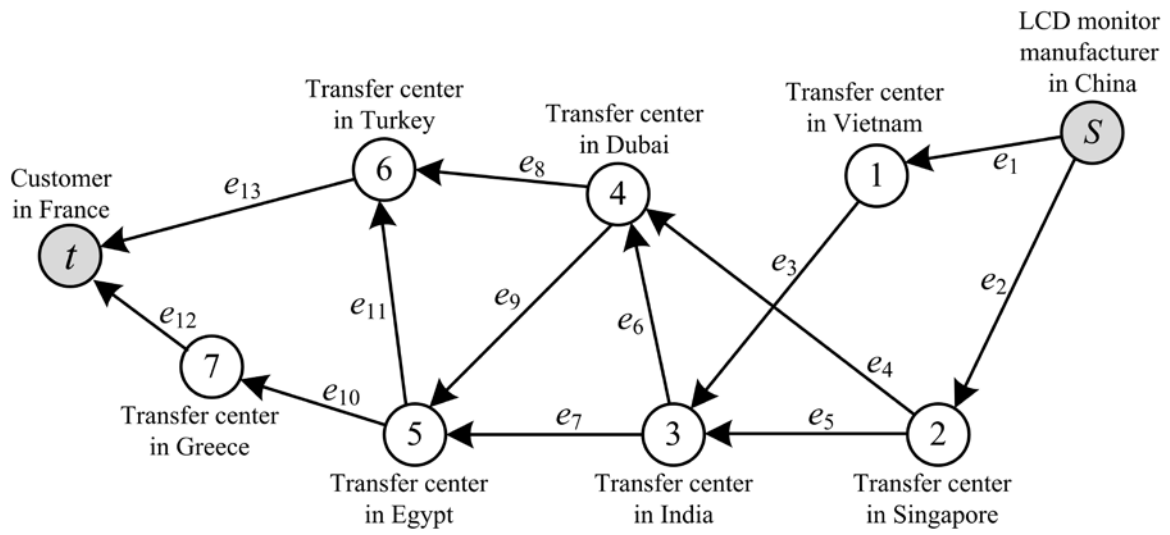 LCD monitor
manufacturer
in China
S
Transfer center
in Vietnam
1
Transfer center
in Dubai
4
Transfer center
in Turkey
6
Customer
in France
t
e1
e2
e3
e4
e5
e6
e7
e8
e9
e10
e11
e12
e13
7
Transfer center
in Greece
5
Transfer center
in Egypt
3
Transfer center
in India
2
Transfer center
in Singapore